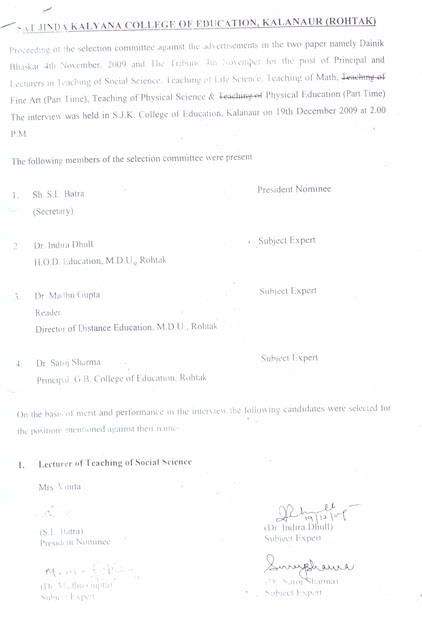 SAT JINDA KALYANA COLLEGE OF EDUCATION, KALANAUR (ROHTAK)
Proceeding of the selection committee against the advertisements in the two paper namely Dainik
Bhaskar 4th November, 2009 and The Tribune 4th November for the post of Principal and
Lecturers in Teaching of Social Science, Teaching of Life Science, Teaching of Math, Teaching of
Fine Art (Part Time), Teaching of Physical Science & Teaching of Physical Education (Part Time)
The interview was held in S.J.K. College of Education, Kalanaur on 19th December 2009 at 2.00
P.M.
The following members of the selection committee were present
1. Sh. S.L. Batra President Nominee
(Secretary)
2 Dr. Indira Dhull Subject Expert
H.O.D. Education, M.D.U., Rohtak
3. Dr. Madhu Gupta Subject Expert
Reader
Director of Distance Education, M.D.U., Rohtak
4. Dr. Saroj Sharma Subject Expert
Principal, G.B. College of Education, Rohtak
On the basis of merit and performance in the interview the following candidates were selected for
the positions mentioned against their name-
1. Lecturer of Teaching of Social Science
Mrs. Vinita
19/12/09
(S.L. Batra) (Dr. Indira Dhull)
President Nominee Subject Expert
(Dr. Madhu Gupta) (Dr. Saroj Sharma)
Subject Expert Subject Expert